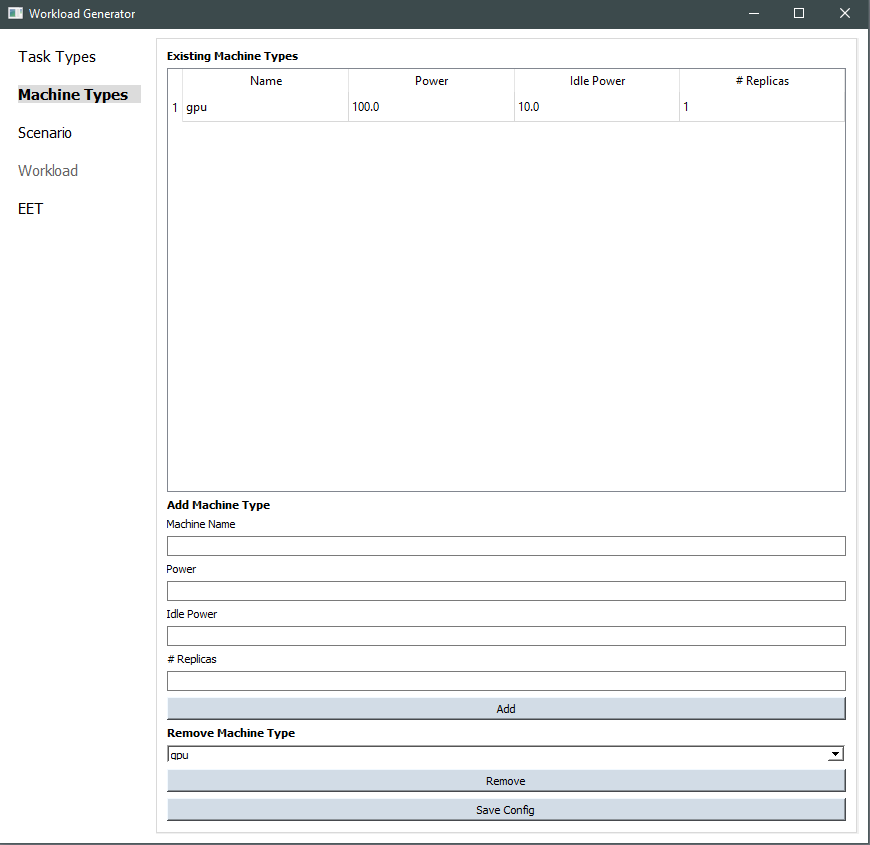 Workload Generator
Task Types
Machine Types
Scenario
Workload
EET
Existing Machine Types
Name Power Idle Power # Replicas
1 gpu 100.0 10.0 1
Add Machine Type
Machine Name
Power
Idle Power
# Replicas
Add
Remove Machine Type
gpu
Remove
Save Config